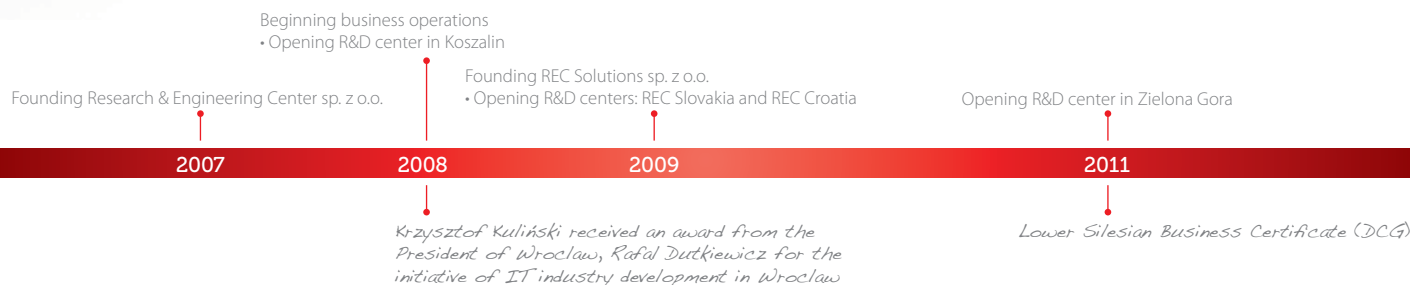 Beginning business operations
• Opening R&D center in Koszalin
Founding REC Solutions sp. z o.o.
• Opening R&D centers: REC Slovakia and REC Croatia
Founding Research & Engineering Center sp. z o.o.
Opening R&D center in Zielona Gora
2007
2008
2009
2011
Krzysztof Kuliński received an award from the
President of Wroclaw, Rafal Dutkiewicz for the
initiative of IT industry development in Wroclaw
Lower Silesian Business Certificate (DCG)